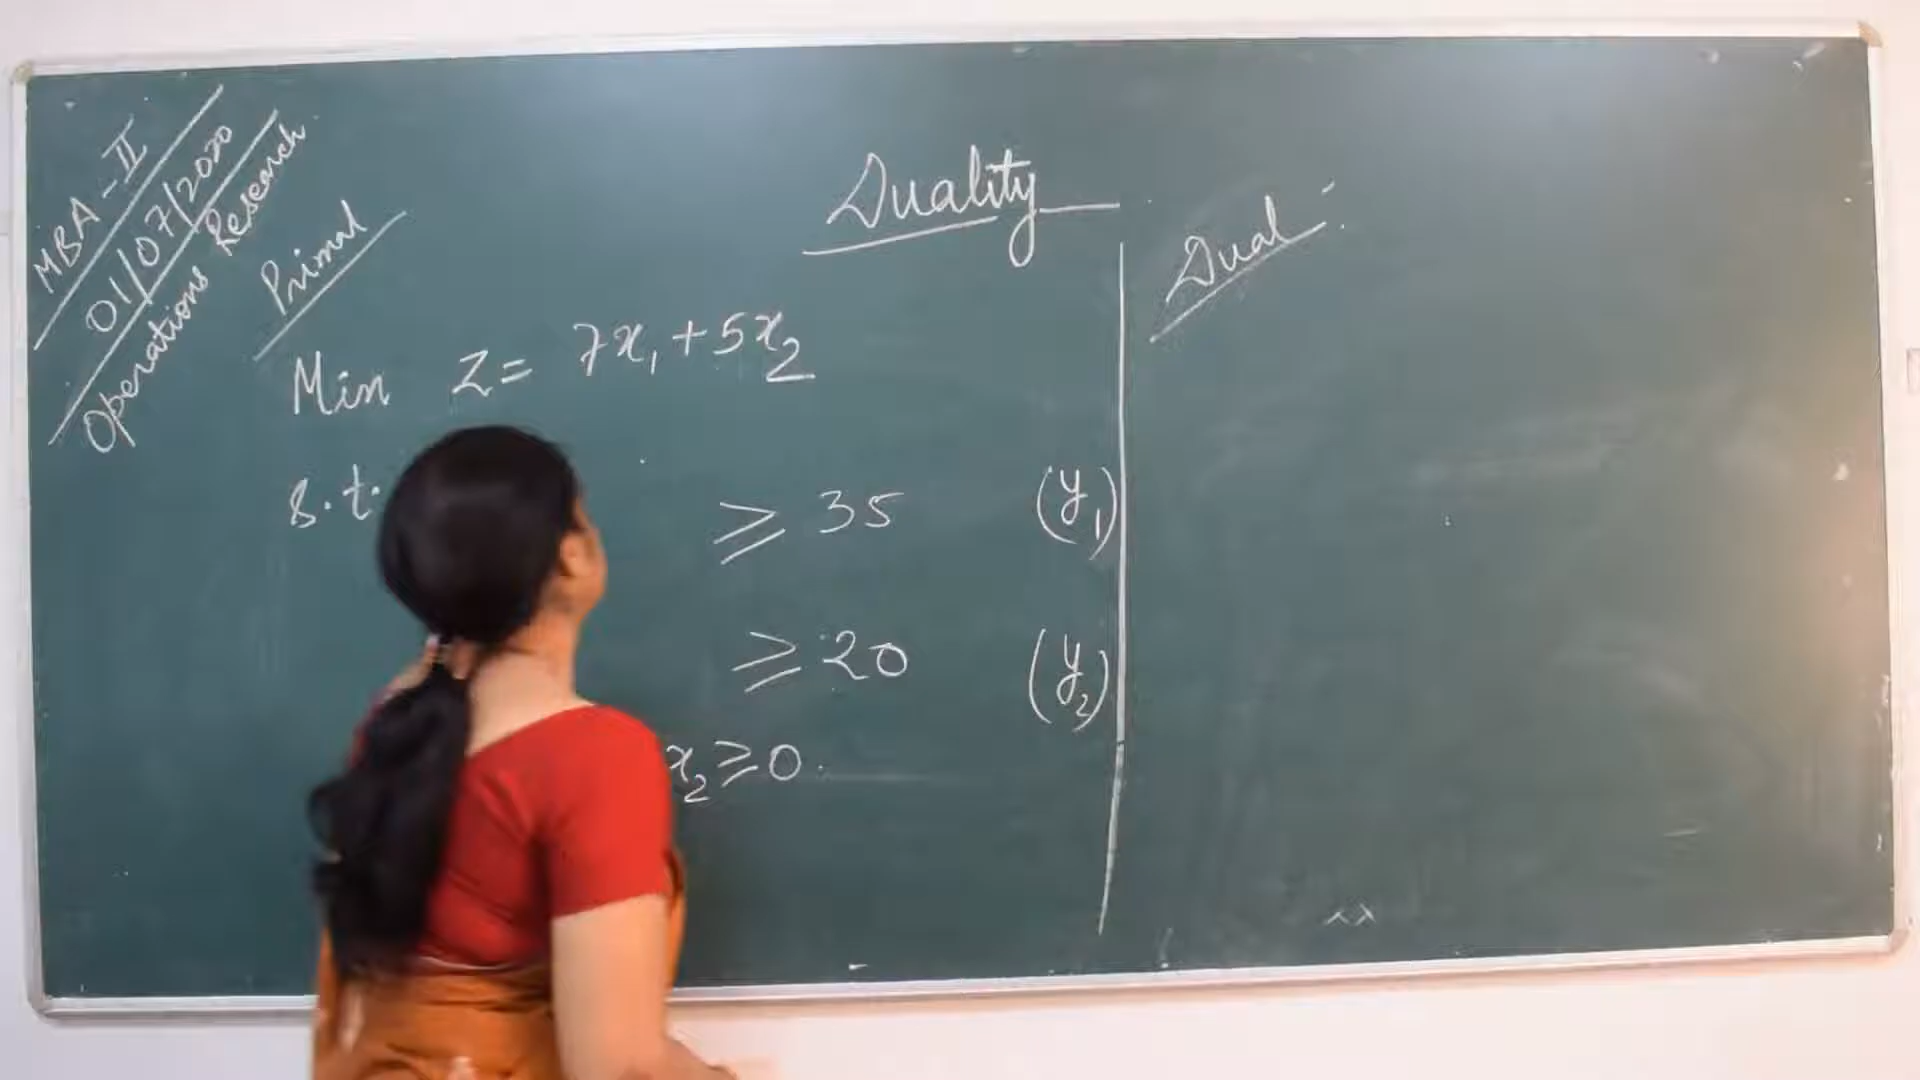 MBA-II
01/07/2020
Operations Research
Duality
Primal
Dual :
Min Z = 7x₁ + 5x₂
s.t.
≥ 35 (y₁)
≥ 20 (y₂)
x₂ ≥ 0.